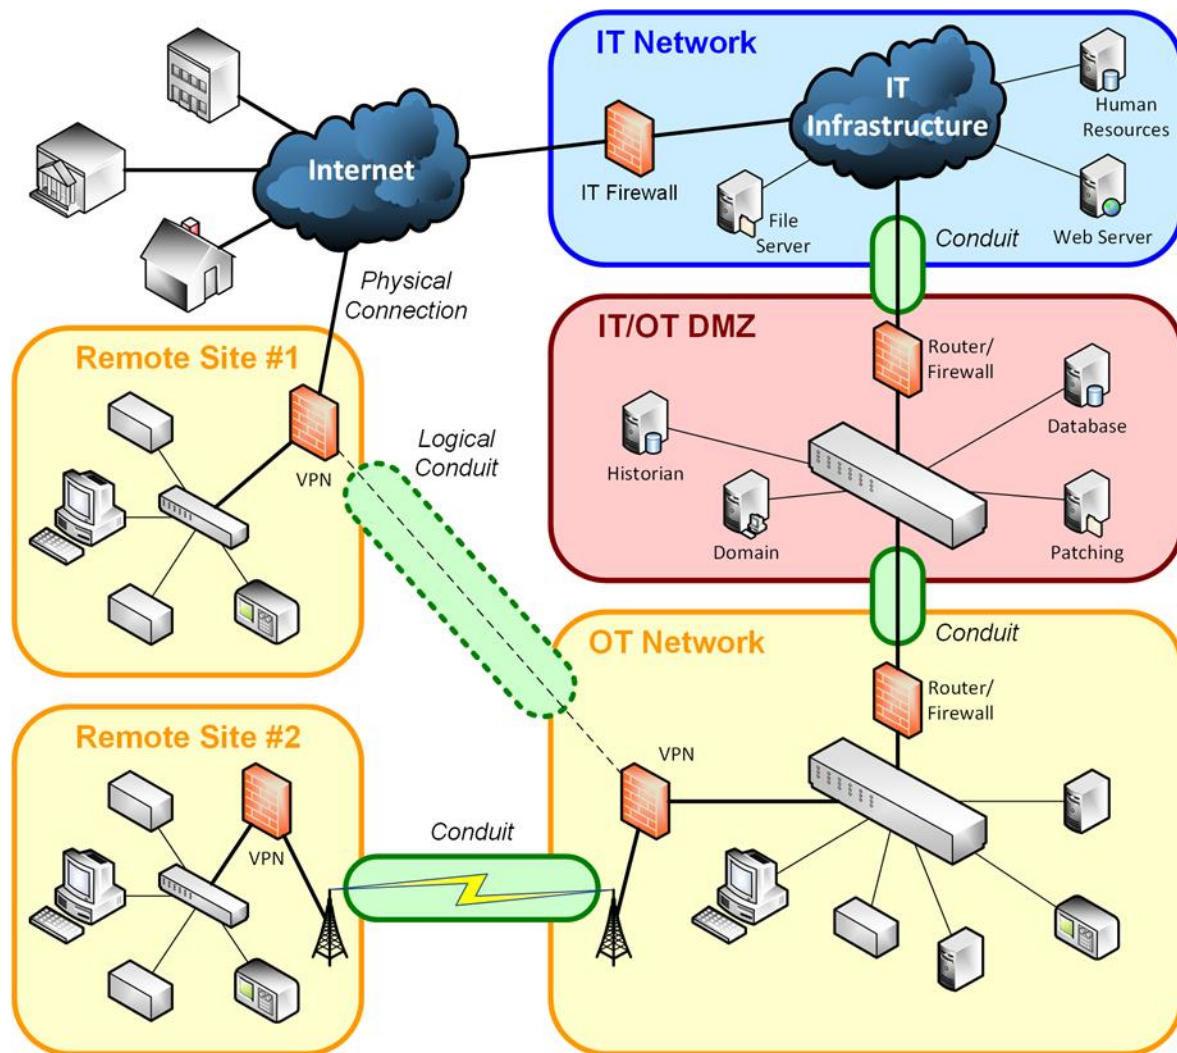 IT Network
IT
Infrastructure
Human
Resources
Internet
IT Firewall
File
Server
Conduit
Web Server
Physical
Connection
IT/OT DMZ
Remote Site #1
Router/
Firewall
Logical
Conduit
Database
Historian
VPN
Domain
Patching
Conduit
OT Network
Router/
Firewall
Remote Site #2
VPN
VPN
Conduit